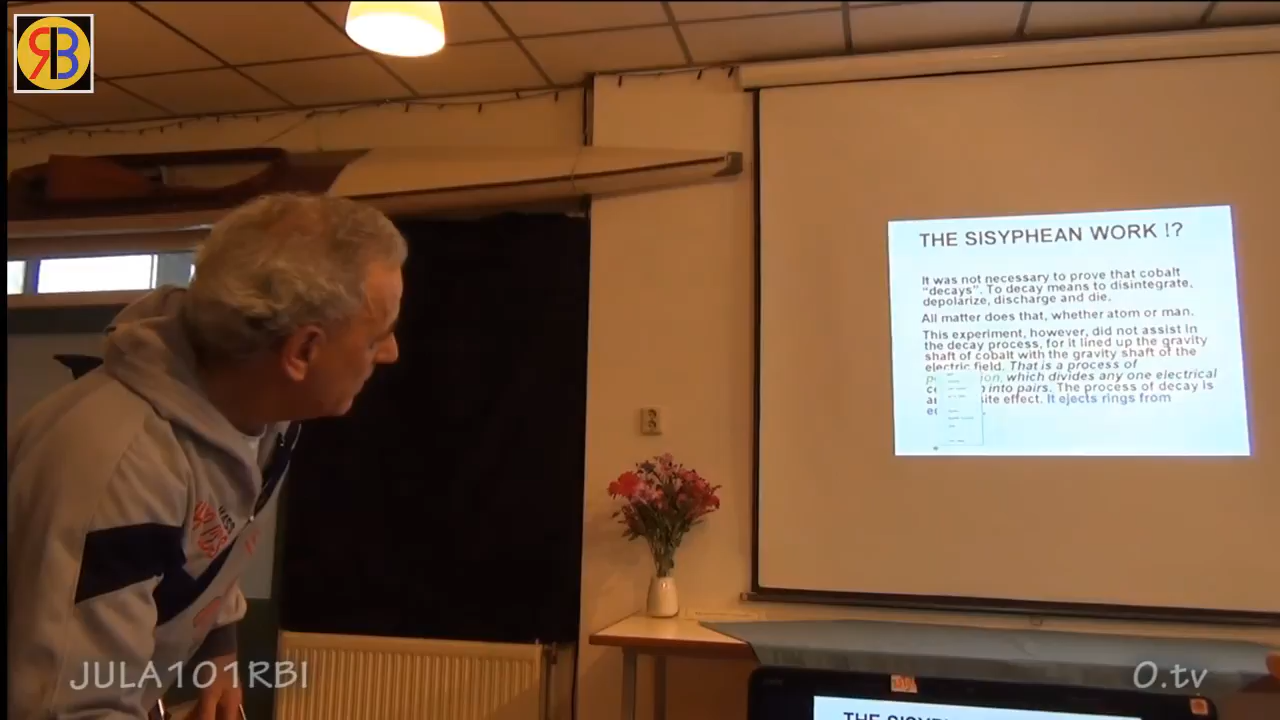 ЯB
THE SISYPHEAN WORK !?
It was not necessary to prove that cobalt
"decays". To decay means to disintegrate,
depolarize, discharge and die.
All matter does that, whether atom or man.
This experiment, however, did not assist in
the decay process, for it lined up the gravity
shaft of cobalt with the gravity shaft of the
electric field. That is a process of
which divides any one electrical
into pairs. The process of decay is
effect. It ejects rings from
JULA101RBI
O.tv